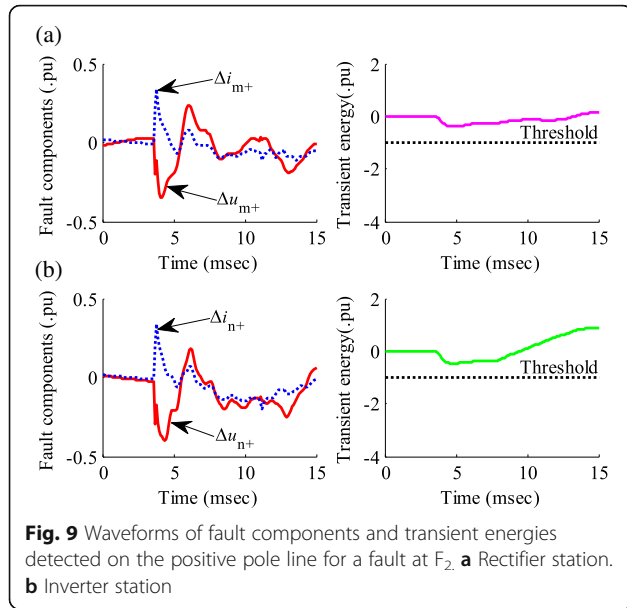 (a)
Fault components (.pu)
0.5
0
-0.5
Δi m+
Δu m+
0 5 10 15
Time (msec)
Transient energy(.pu)
2
0
-2
-4
Threshold
0 5 10 15
Time (msec)
(b)
Fault components (.pu)
0.5
0
-0.5
Δi n+
Δu n+
0 5 10 15
Time (msec)
Transient energy(.pu)
2
0
-2
-4
Threshold
0 5 10 15
Time (msec)
Fig. 9 Waveforms of fault components and transient energies
detected on the positive pole line for a fault at F2. a Rectifier station.
b Inverter station